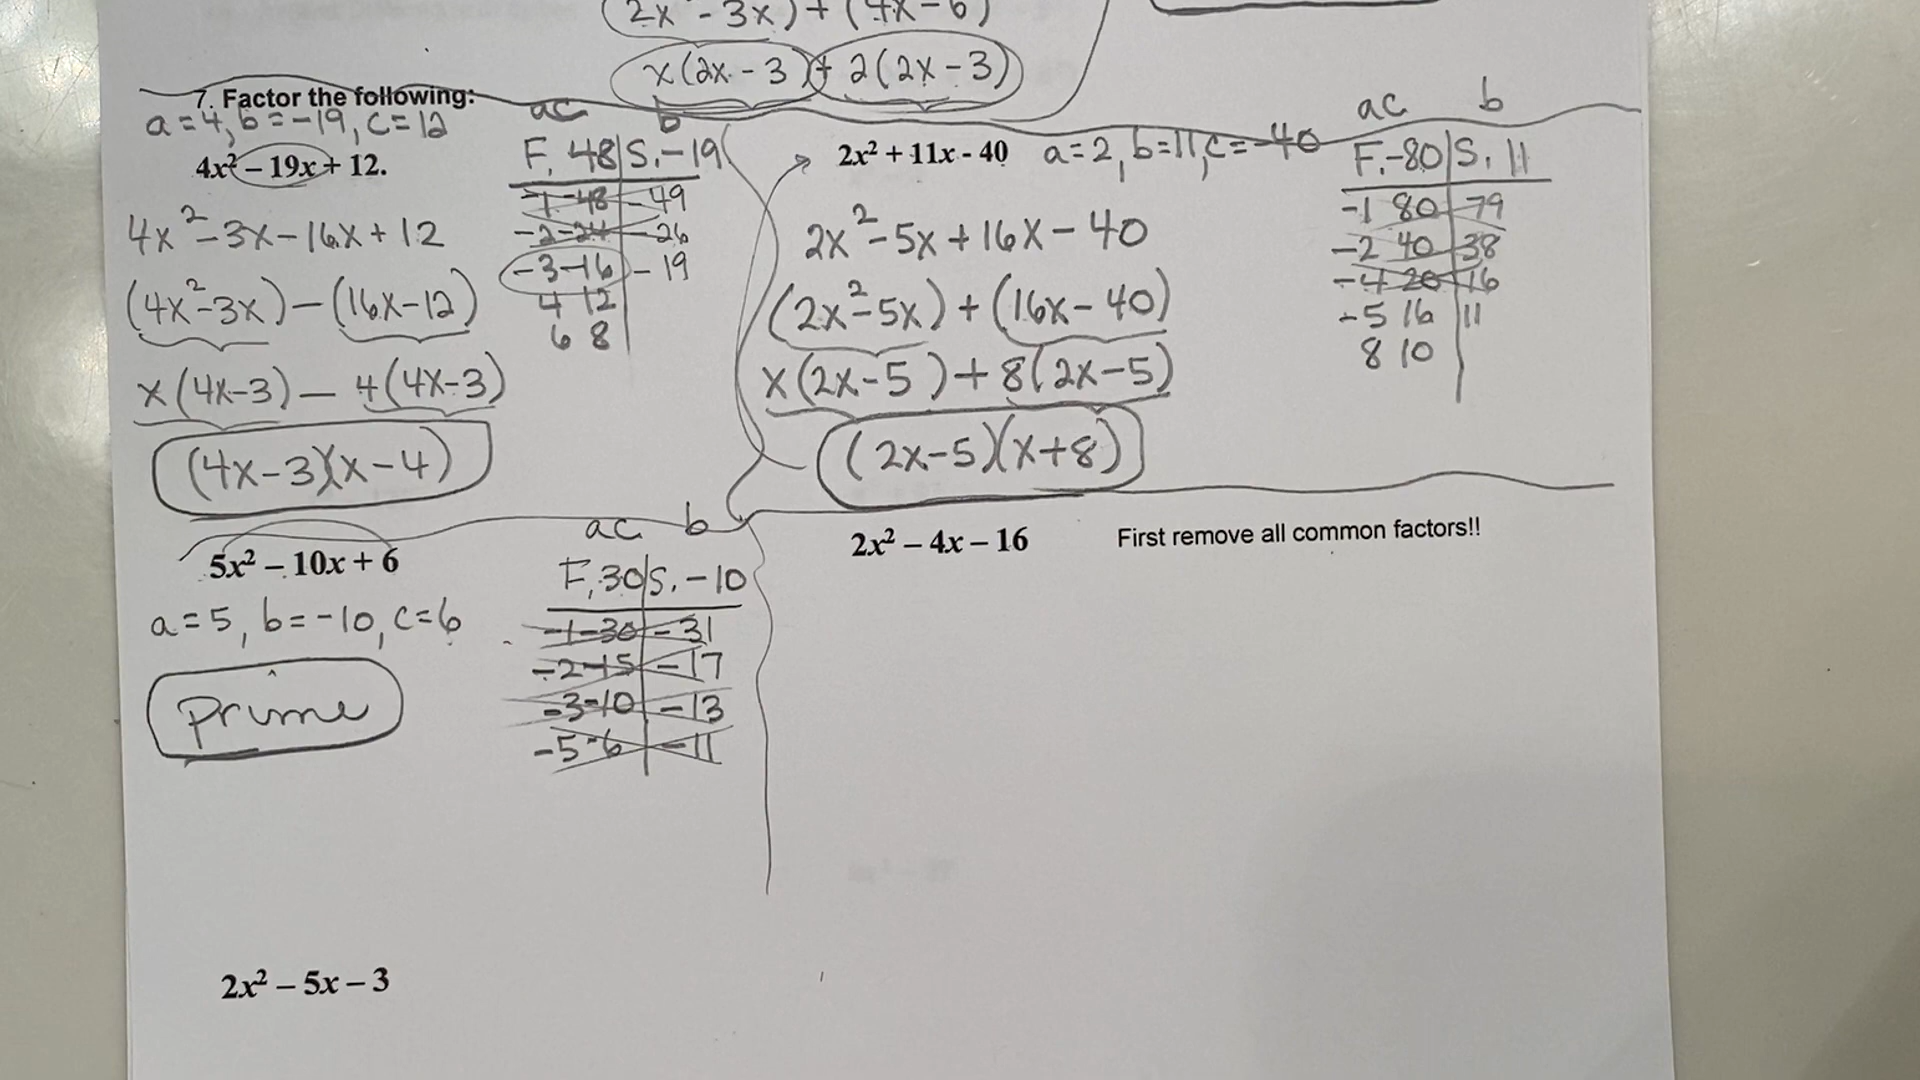 (2x - 3x) + (4x - 6)
x(2x - 3) + 2(2x - 3)
7. Factor the following:
a = 4, b = -19, c = 12
4x² – 19x + 12.
4x² - 3x - 16x + 12
(4x² - 3x) - (16x - 12)
x(4x - 3) - 4(4x - 3)
(4x - 3)(x - 4)
ac b
F. 48 | S. -19
-1 -48 | -49
-2 -24 | -26
-3 -16 | -19
4 12
6 8
2x² + 11x - 40
a = 2, b = 11, c = -40
2x² - 5x + 16x - 40
(2x² - 5x) + (16x - 40)
x(2x - 5) + 8(2x - 5)
(2x - 5)(x + 8)
ac b
F. -80 | S. 11
-1 80 | 79
-2 40 | 38
-4 20 | 16
-5 16 | 11
8 10
5x² – 10x + 6
a = 5, b = -10, c = 6
prime
ac b
F. 30 | S. -10
-1 -30 | -31
-2 -15 | -17
-3 -10 | -13
-5 -6 | -11
2x² – 4x – 16
First remove all common factors!!
2x² – 5x – 3